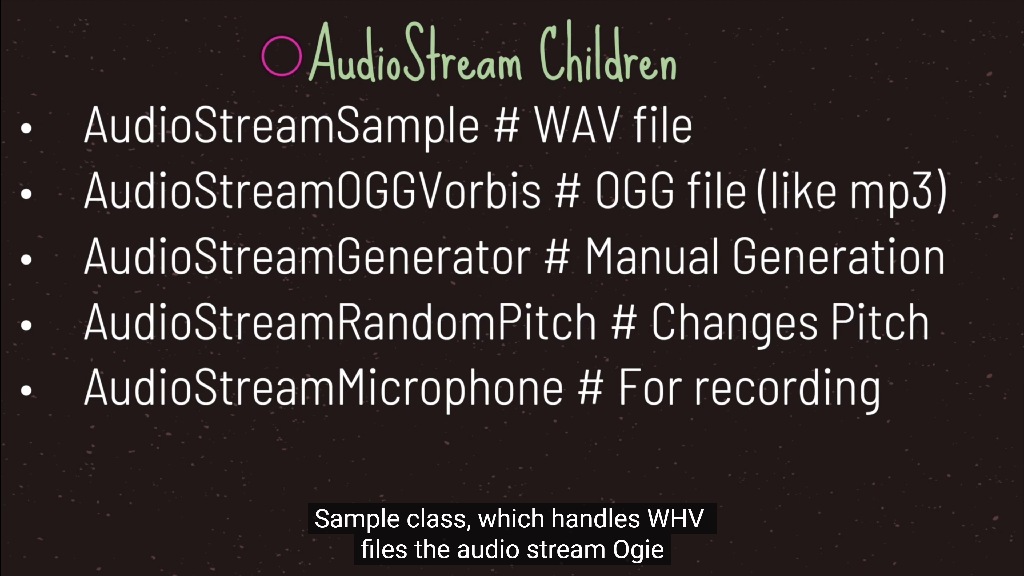 AudioStream Children
• AudioStreamSample # WAV file
• AudioStreamOGGVorbis # OGG file (like mp3)
• AudioStreamGenerator # Manual Generation
• AudioStreamRandomPitch # Changes Pitch
• AudioStreamMicrophone # For recording
Sample class, which handles WHV
files the audio stream Ogie